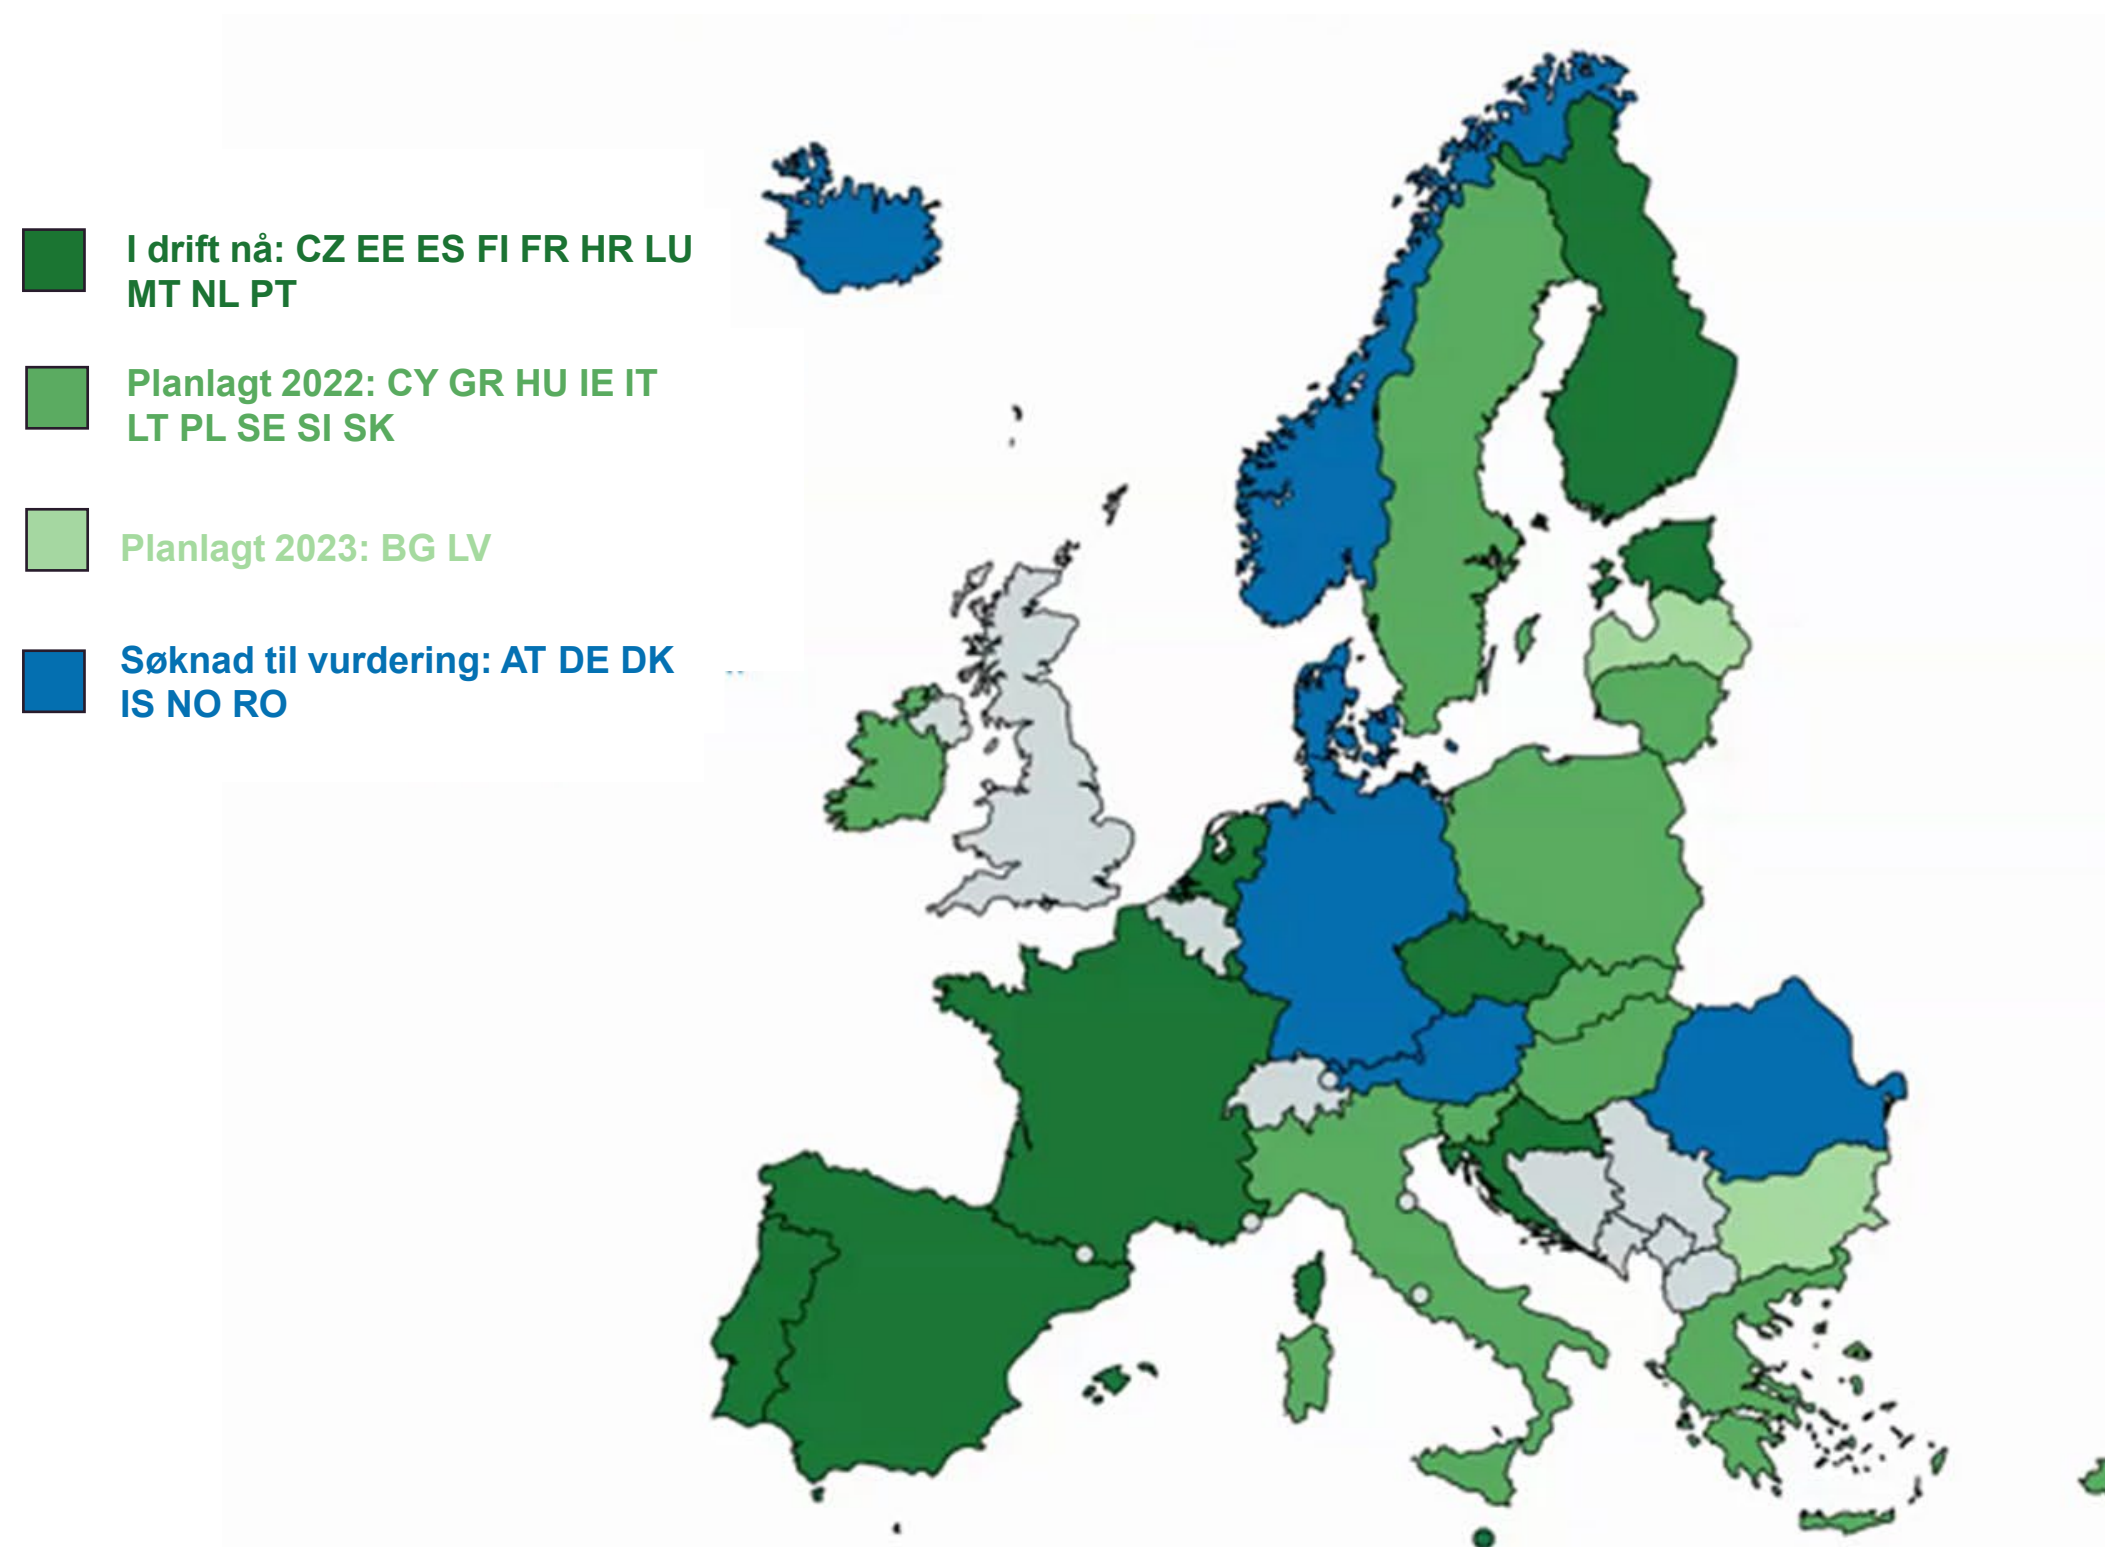 I drift nå: CZ EE ES FI FR HR LU
MT NL PT
Planlagt 2022: CY GR HU IE IT
LT PL SE SI SK
Planlagt 2023: BG LV
Søknad til vurdering: AT DE DK
IS NO RO